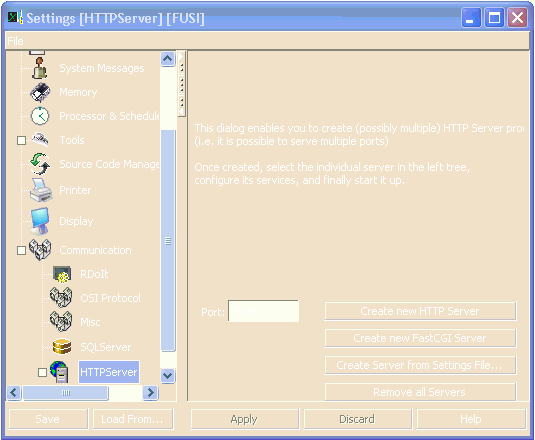 Settings [HTTPServer] [FUSI]
File
System Messages
Memory
Processor & Schedule
Tools
Source Code Manage
Printer
Display
Communication
RDoIt
OSI Protocol
Misc
SQLServer
HTTPServer
This dialog enables you to create (possibly multiple) HTTP Server
(i.e. it is possible to serve multiple ports)
Once created, select the individual server in the left tree,
configure its services, and finally start it up.
Port:
Create new HTTP Server
Create new FastCGI Server
Create Server from Settings File...
Remove all Servers
Save
Load From...
Apply
Discard
Help